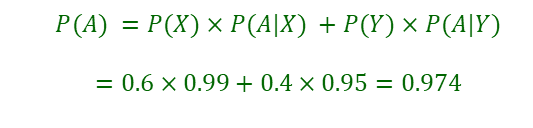 P(A) = P(X) × P(A|X) + P(Y) × P(A|Y)
= 0.6 × 0.99 + 0.4 × 0.95 = 0.974